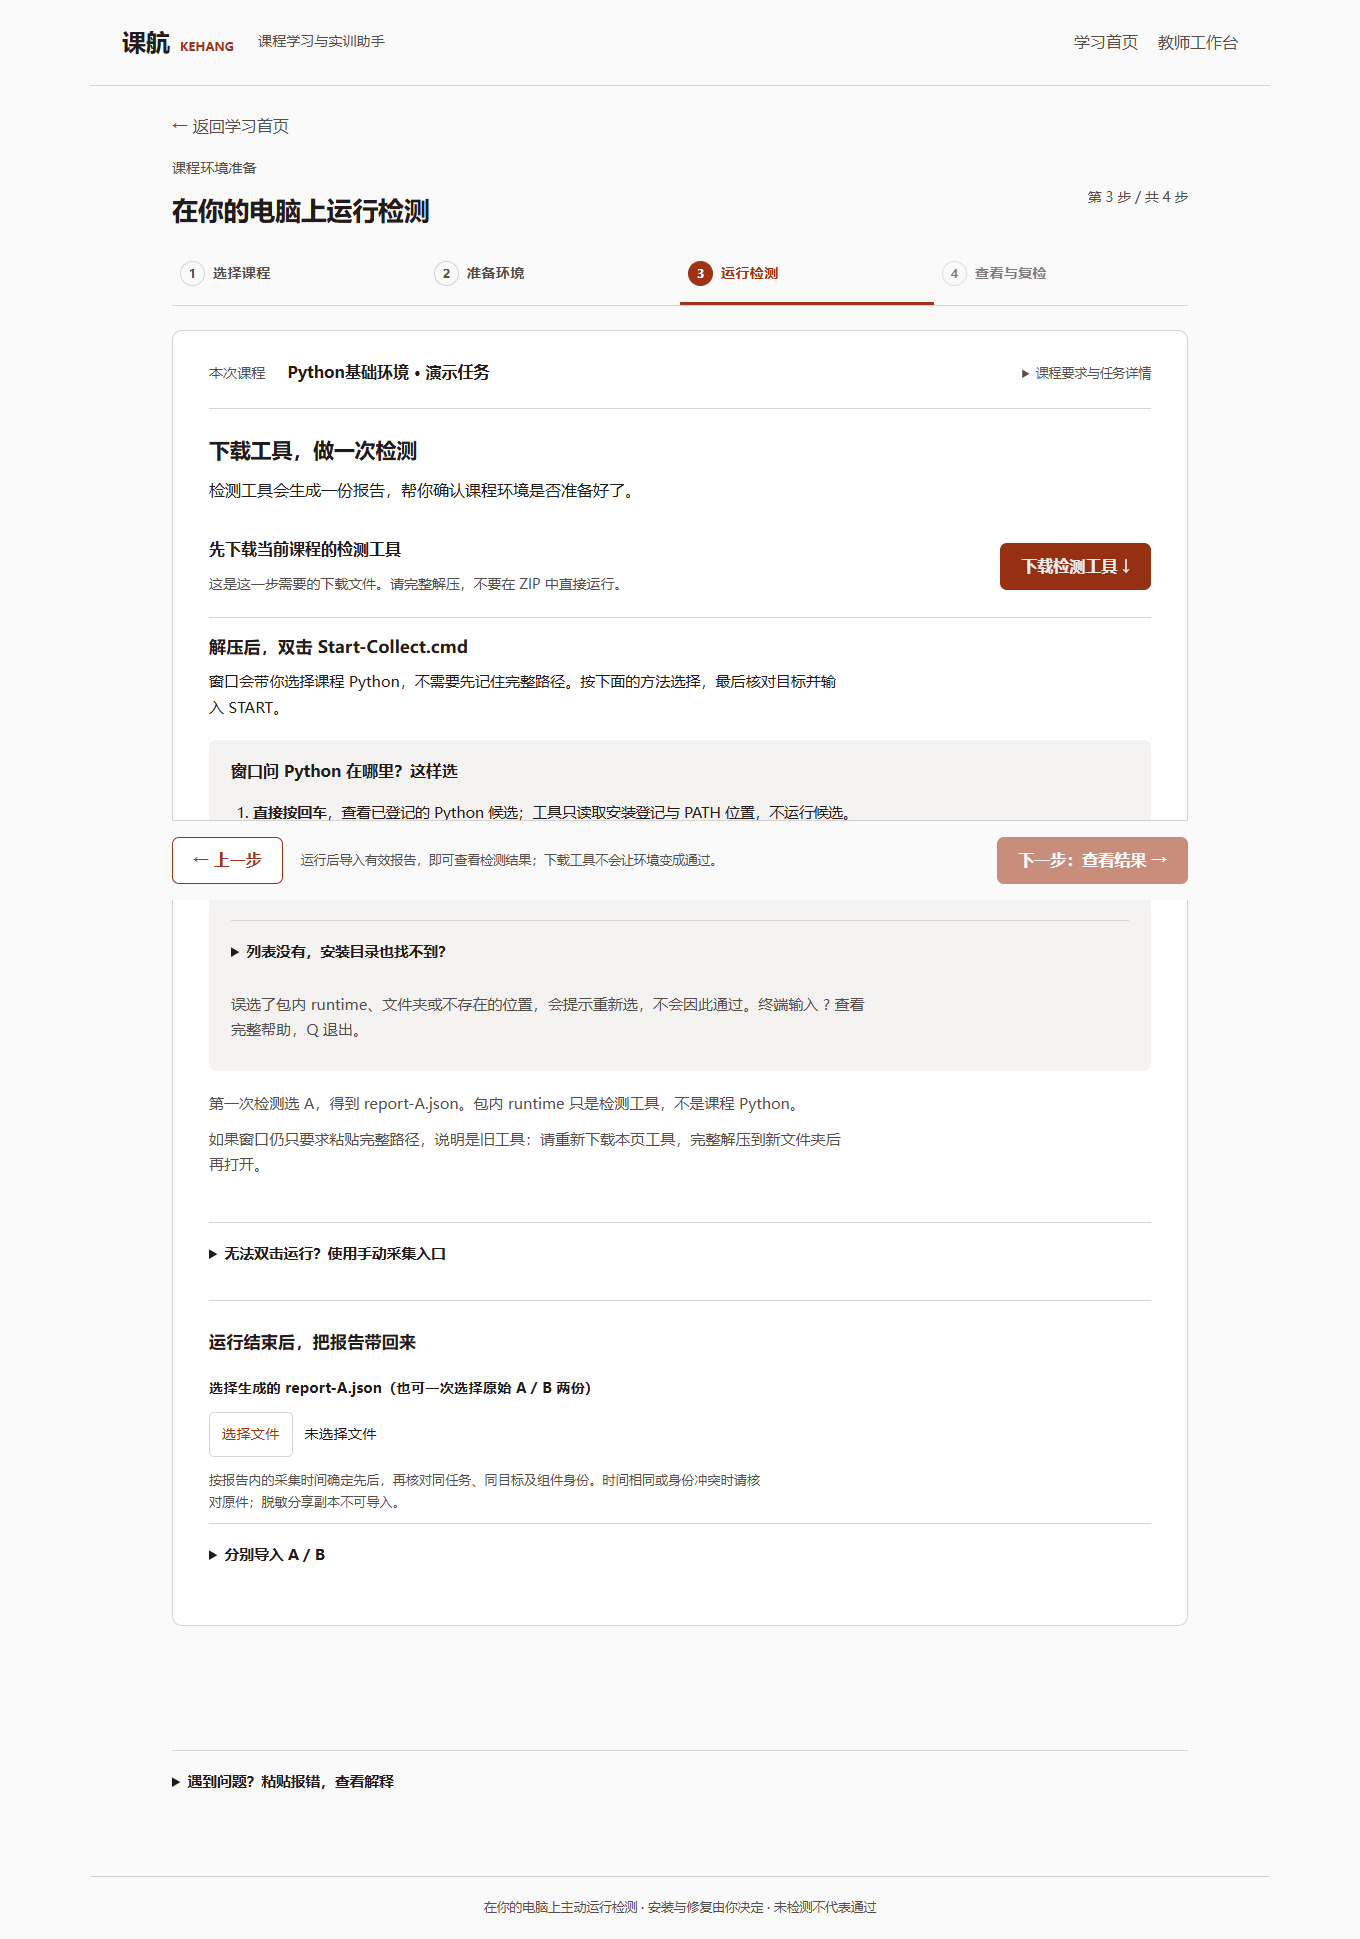 课航 KEHANG 课程学习与实训助手
学习首页 教师工作台
← 返回学习首页
课程环境准备
在你的电脑上运行检测
第 3 步 / 共 4 步
1 选择课程
2 准备环境
3 运行检测
4 查看与复检
本次课程 Python基础环境 • 演示任务
▶ 课程要求与任务详情
下载工具，做一次检测
检测工具会生成一份报告，帮你确认课程环境是否准备好了。
先下载当前课程的检测工具
这是这一步需要的下载文件。请完整解压，不要在 ZIP 中直接运行。
下载检测工具 ↓
解压后，双击 Start-Collect.cmd
窗口会带你选择课程 Python，不需要先记住完整路径。按下面的方法选择，最后核对目标并输
入 START。
窗口问 Python 在哪里？这样选
1. 直接按回车，查看已登记的 Python 候选；工具只读取安装登记与 PATH 位置，不运行候选。
← 上一步
运行后导入有效报告，即可查看检测结果；下载工具不会让环境变成通过。
下一步：查看结果 →
▶ 列表没有，安装目录也找不到？
误选了包内 runtime、文件夹或不存在的位置，会提示重新选，不会因此通过。终端输入 ? 查看
完整帮助，Q 退出。
第一次检测选 A，得到 report-A.json。包内 runtime 只是检测工具，不是课程 Python。
如果窗口仍只要求粘贴完整路径，说明是旧工具：请重新下载本页工具，完整解压到新文件夹后
再打开。
▶ 无法双击运行？使用手动采集入口
运行结束后，把报告带回来
选择生成的 report-A.json（也可一次选择原始 A / B 两份）
选择文件 未选择文件
按报告内的采集时间确定先后，再核对同任务、同目标及组件身份。时间相同或身份冲突时请核
对原件；脱敏分享副本不可导入。
▶ 分别导入 A / B
▶ 遇到问题？粘贴报错，查看解释
在你的电脑上主动运行检测 · 安装与修复由你决定 · 未检测不代表通过